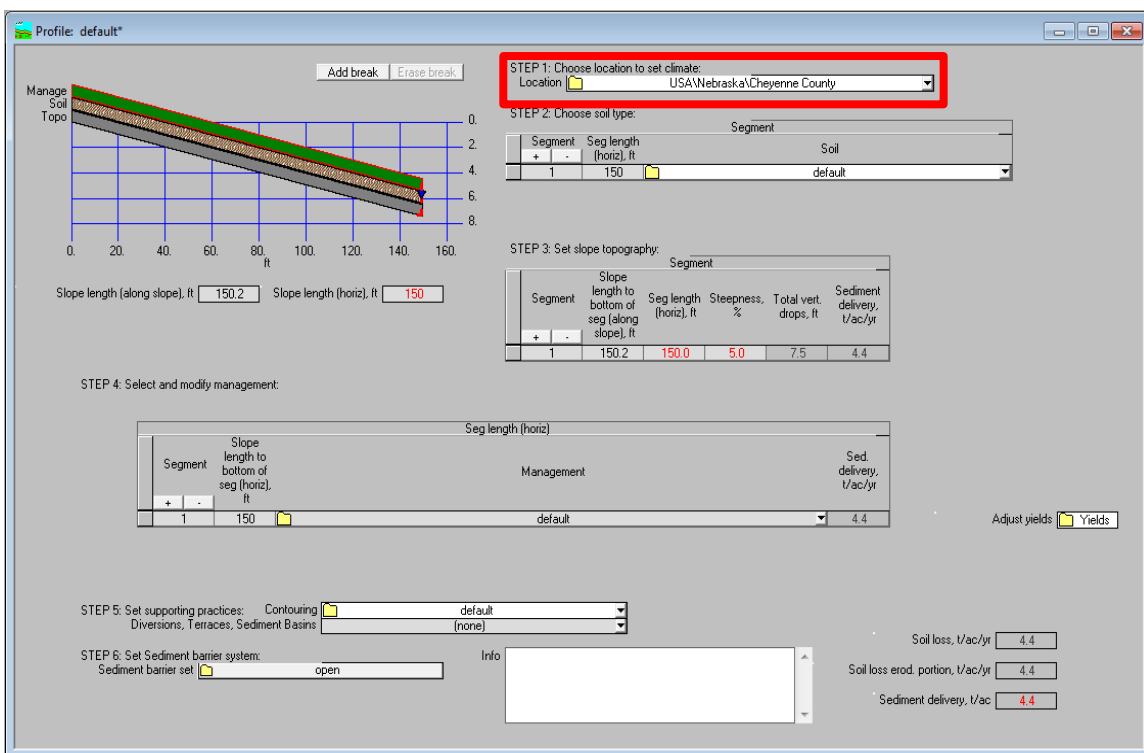 Profile: default*
Add break Erase break
Manage
Soil
Topo
0.
2.
4.
6.
8.
0. 20. 40. 60. 80. 100. 120. 140. 160.
ft
Slope length (along slope), ft 150.2 Slope length (horiz), ft 150
STEP 1: Choose location to set climate:
Location USA\Nebraska\Cheyenne County
STEP 2: Choose soil type:
Segment
Segment Seg length (horiz), ft Soil
+ -
1 150 default
STEP 3: Set slope topography:
Segment
Segment Slope length to bottom of seg (along slope), ft Seg length (horiz), ft Steepness, % Total vert. drops, ft Sediment delivery, t/ac/yr
+ -
1 150.2 150.0 5.0 7.5 4.4
STEP 4: Select and modify management:
Seg length (horiz)
Segment Slope length to bottom of seg (horiz), ft Management Sed. delivery, t/ac/yr
+ -
1 150 default 4.4
Adjust yields Yields
STEP 5: Set supporting practices: Contouring default
Diversions, Terraces, Sediment Basins (none)
STEP 6: Set Sediment barrier system:
Sediment barrier set open
Info
Soil loss, t/ac/yr 4.4
Soil loss erod. portion, t/ac/yr 4.4
Sediment delivery, t/ac 4.4